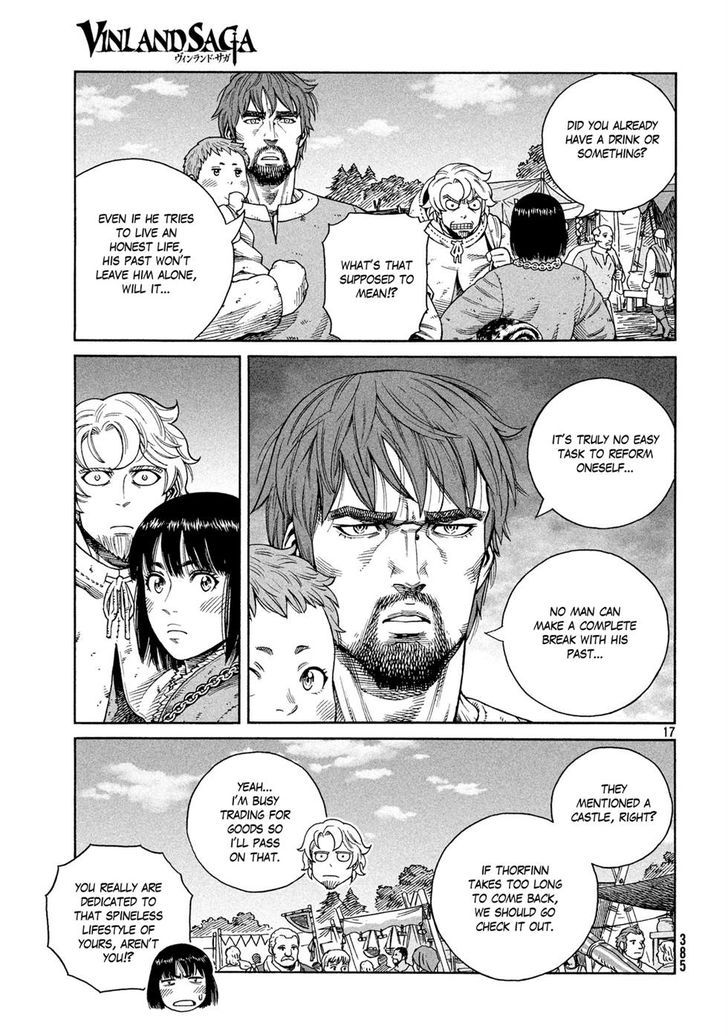 VINLAND SAGA
ヴィンランド・サガ
DID YOU ALREADY
HAVE A DRINK OR
SOMETHING?
WHAT'S THAT
SUPPOSED TO
MEAN!?
EVEN IF HE TRIES
TO LIVE AN
HONEST LIFE,
HIS PAST WON'T
LEAVE HIM ALONE,
WILL IT...
IT'S TRULY NO EASY
TASK TO REFORM
ONESELF...
NO MAN CAN
MAKE A COMPLETE
BREAK WITH HIS
PAST...
17
THEY
MENTIONED A
CASTLE, RIGHT?
IF THORFINN
TAKES TOO LONG
TO COME BACK,
WE SHOULD GO
CHECK IT OUT.
YEAH...
I'M BUSY
TRADING FOR
GOODS SO
I'LL PASS
ON THAT.
YOU REALLY ARE
DEDICATED TO
THAT SPINELESS
LIFESTYLE OF
YOURS, AREN'T
YOU!?
385